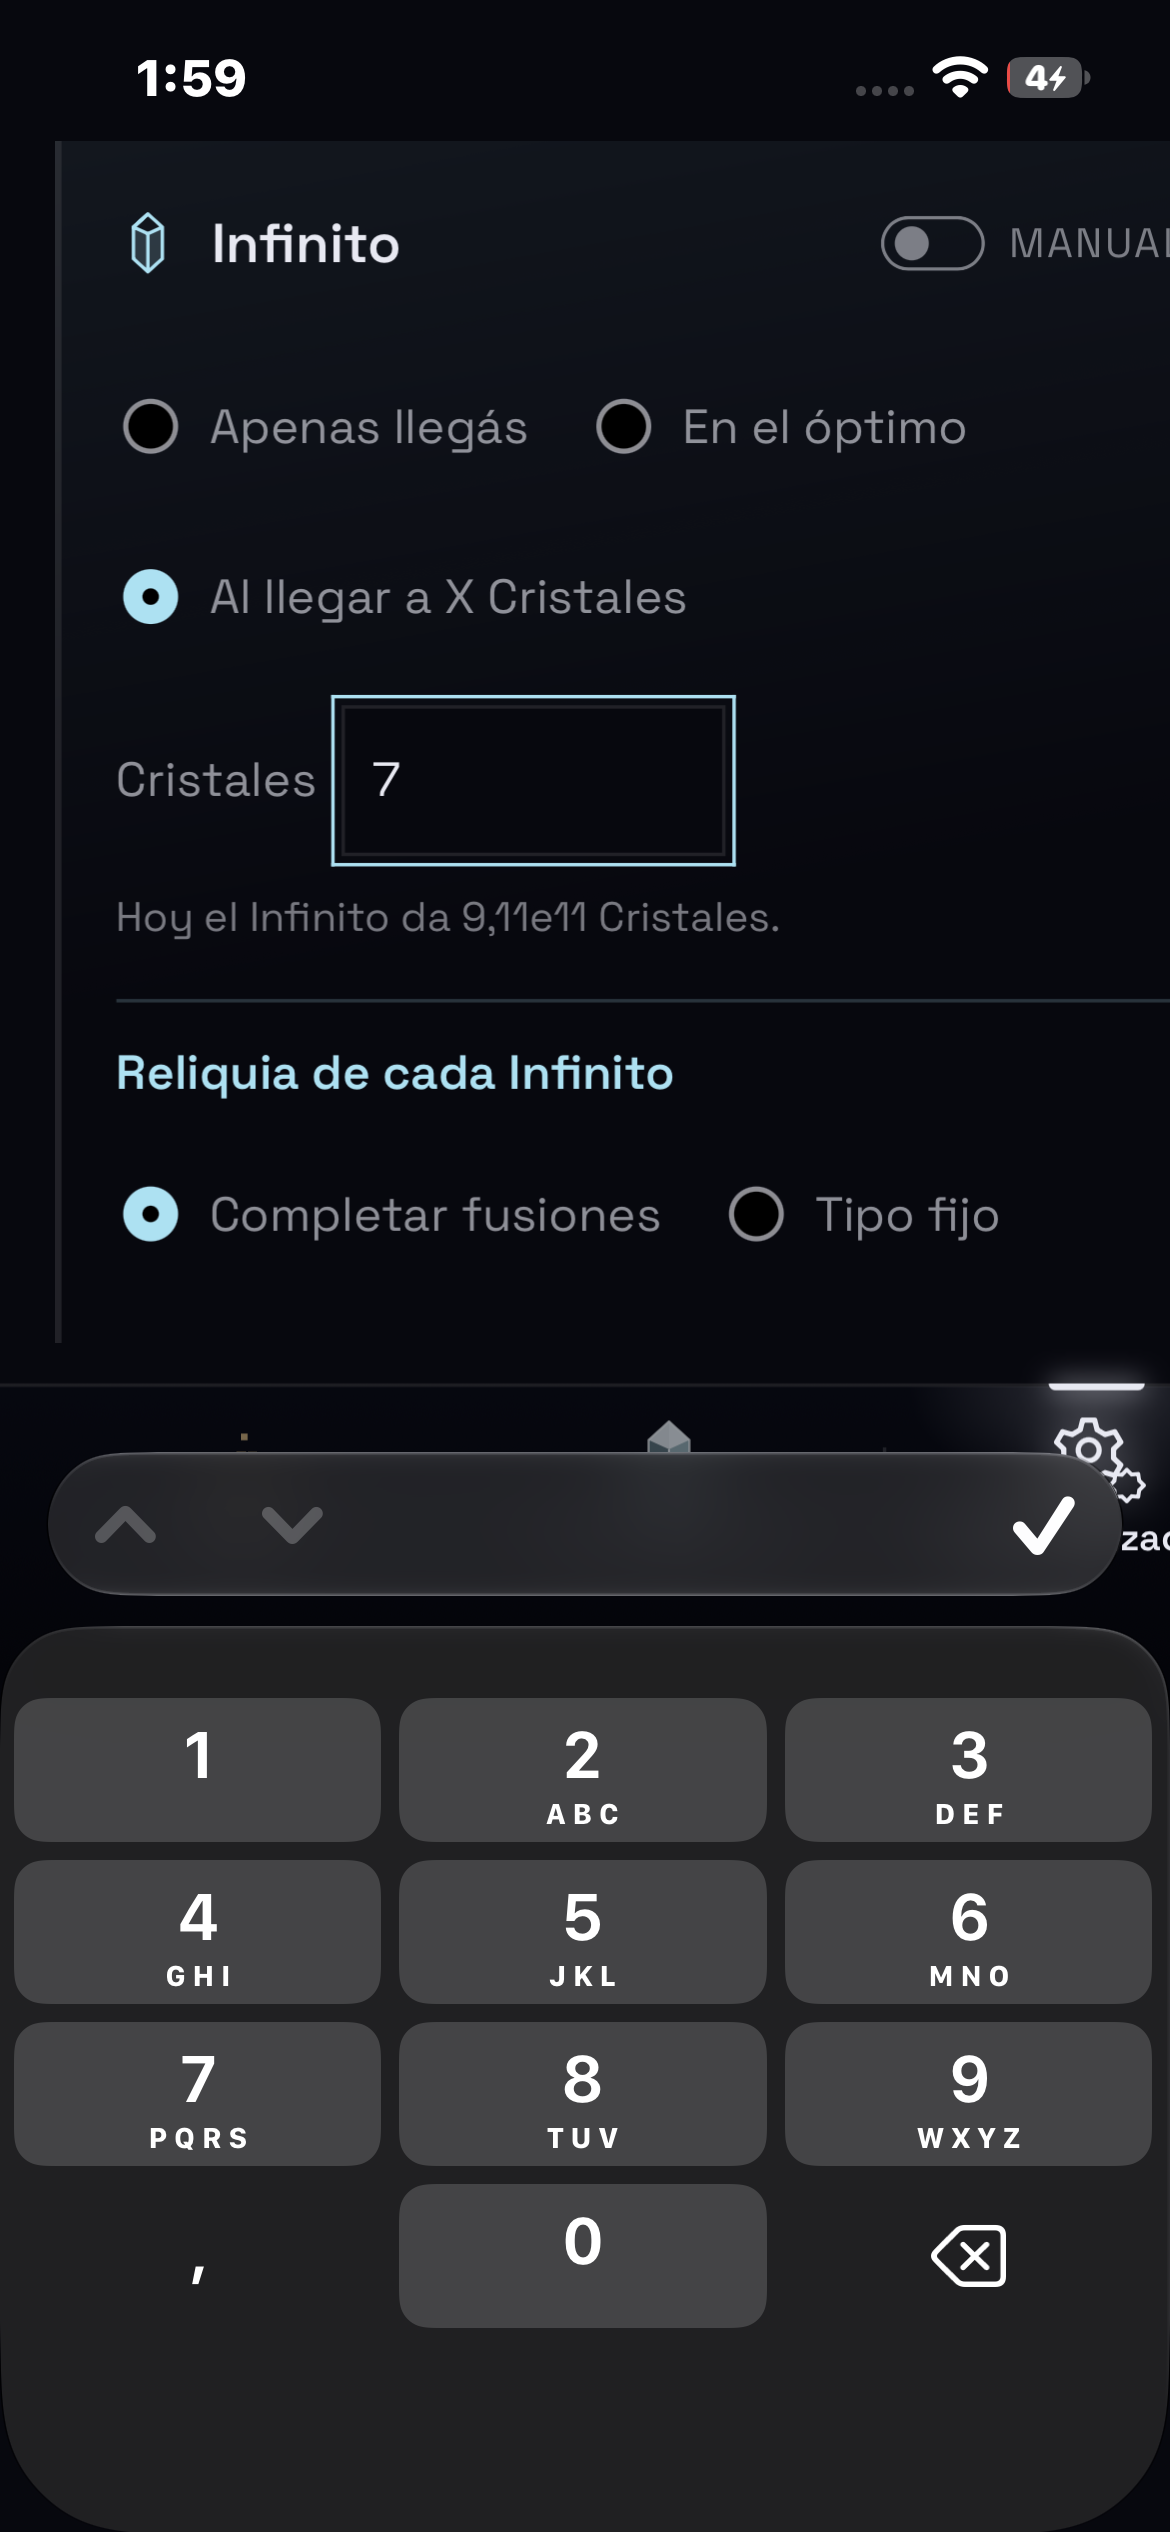 1:59
4
Infinito
MANUAL
Apenas llegás
En el óptimo
Al llegar a X Cristales
Cristales
7
Hoy el Infinito da 9,11e11 Cristales.
Reliquia de cada Infinito
Completar fusiones
Tipo fijo
1
2
ABC
3
DEF
4
GHI
5
JKL
6
MNO
7
PQRS
8
TUV
9
WXYZ
,
0